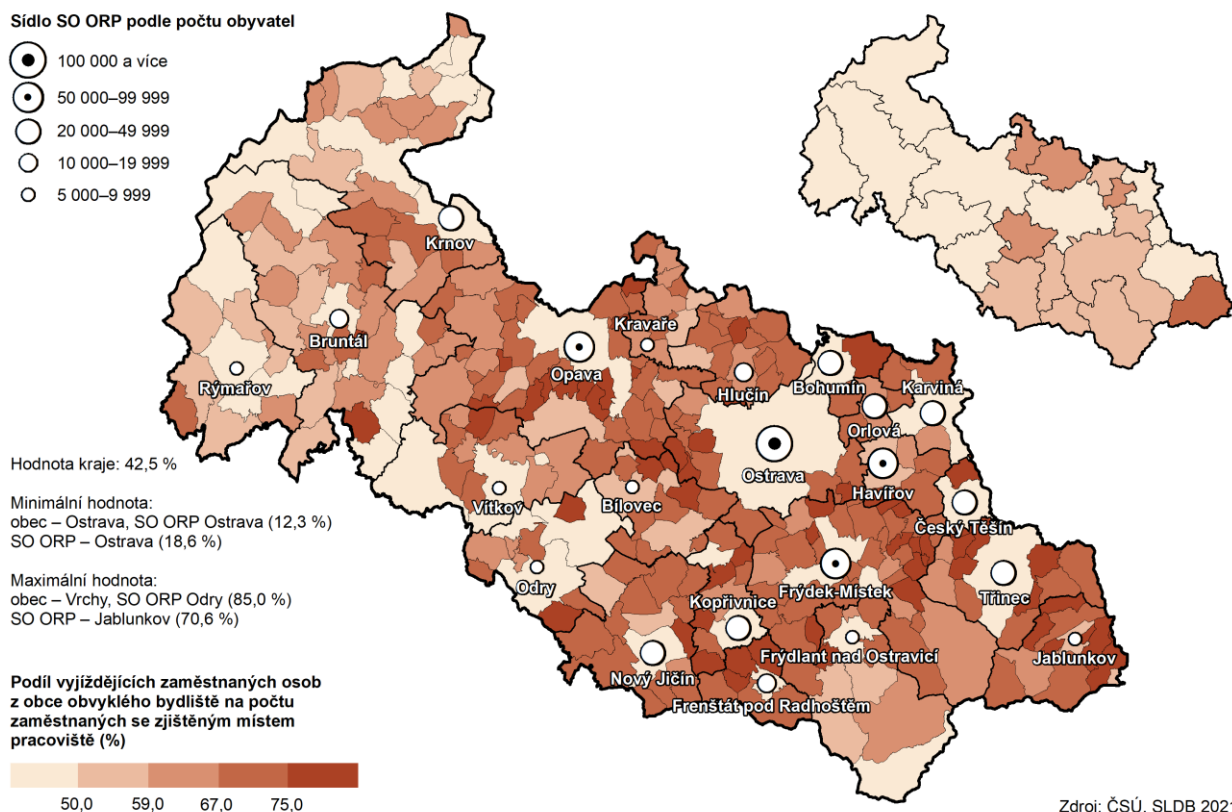 Sídlo SO ORP podle počtu obyvatel
100 000 a více
50 000–99 999
20 000–49 999
10 000–19 999
5 000–9 999
Krnov
Bruntál
Rýmařov
Opava
Kravaře
Hlučín
Bohumín
Karviná
Orlová
Ostrava
Havířov
Český Těšín
Vítkov
Bílovec
Odry
Kopřivnice
Frýdek-Místek
Třinec
Nový Jičín
Frýdlant nad Ostravicí
Jablunkov
Frenštát pod Radhoštěm
Hodnota kraje: 42,5 %
Minimální hodnota:
obec – Ostrava, SO ORP Ostrava (12,3 %)
SO ORP – Ostrava (18,6 %)
Maximální hodnota:
obec – Vrchy, SO ORP Odry (85,0 %)
SO ORP – Jablunkov (70,6 %)
Podíl vyjíždějících zaměstnaných osob
z obce obvyklého bydliště na počtu
zaměstnaných se zjištěným místem
pracoviště (%)
50,0 59,0 67,0 75,0
Zdroj: ČSÚ, SLDB 202